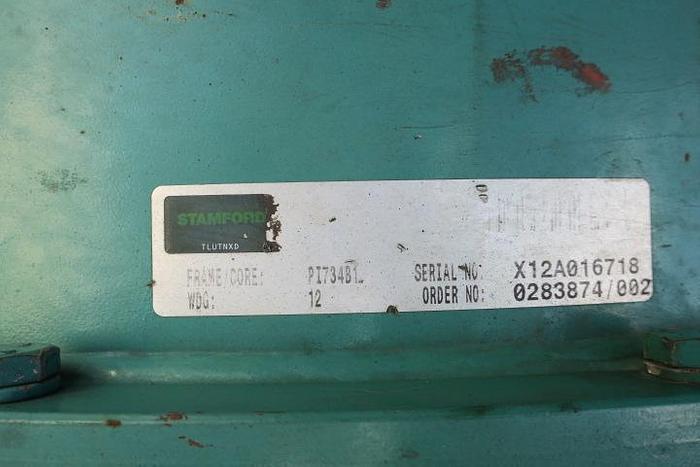 STAMFORD
TLUTNXD
FRAME/CORE: PI734B1 SERIAL NO: X12A016718
WDG: 12 ORDER NO: 0283874/002